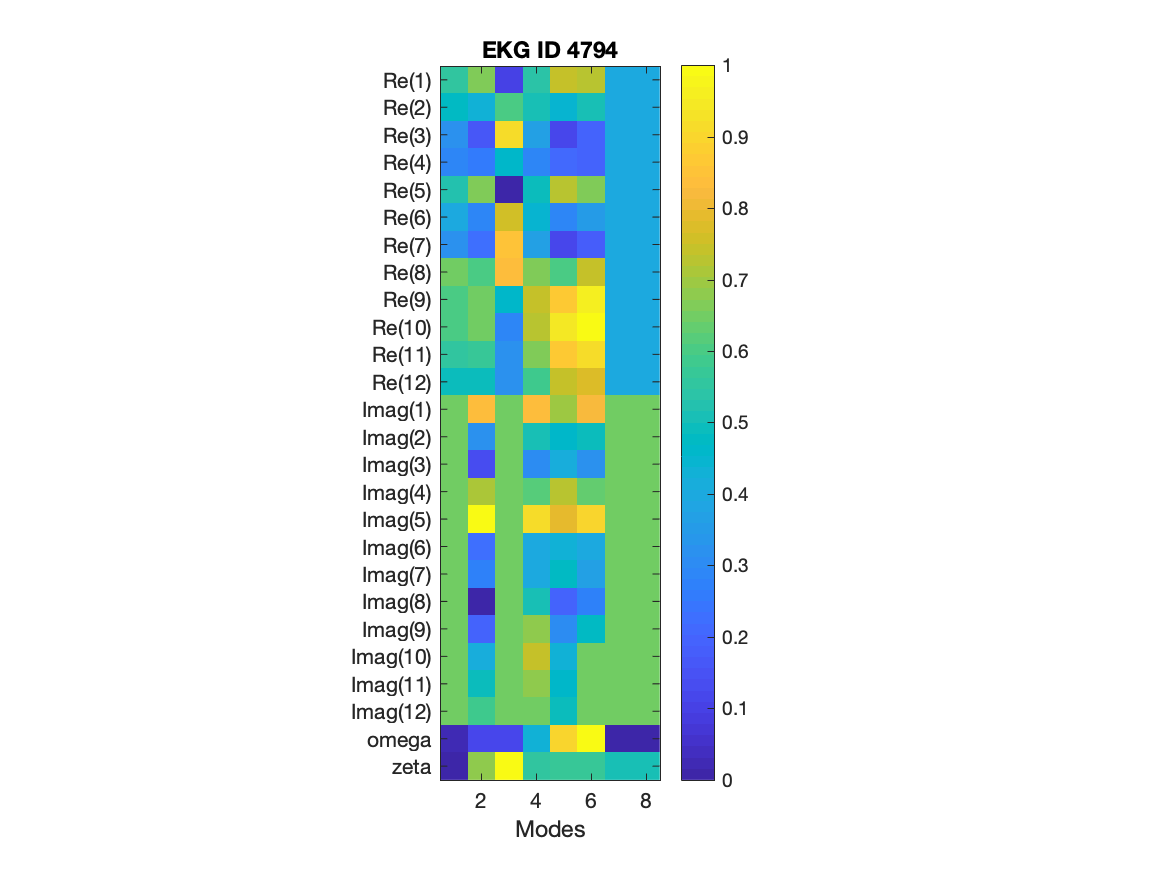 EKG ID 4794
Re(1)
Re(2)
Re(3)
Re(4)
Re(5)
Re(6)
Re(7)
Re(8)
Re(9)
Re(10)
Re(11)
Re(12)
Imag(1)
Imag(2)
Imag(3)
Imag(4)
Imag(5)
Imag(6)
Imag(7)
Imag(8)
Imag(9)
Imag(10)
Imag(11)
Imag(12)
omega
zeta
2 4 6 8
Modes
1
0.9
0.8
0.7
0.6
0.5
0.4
0.3
0.2
0.1
0